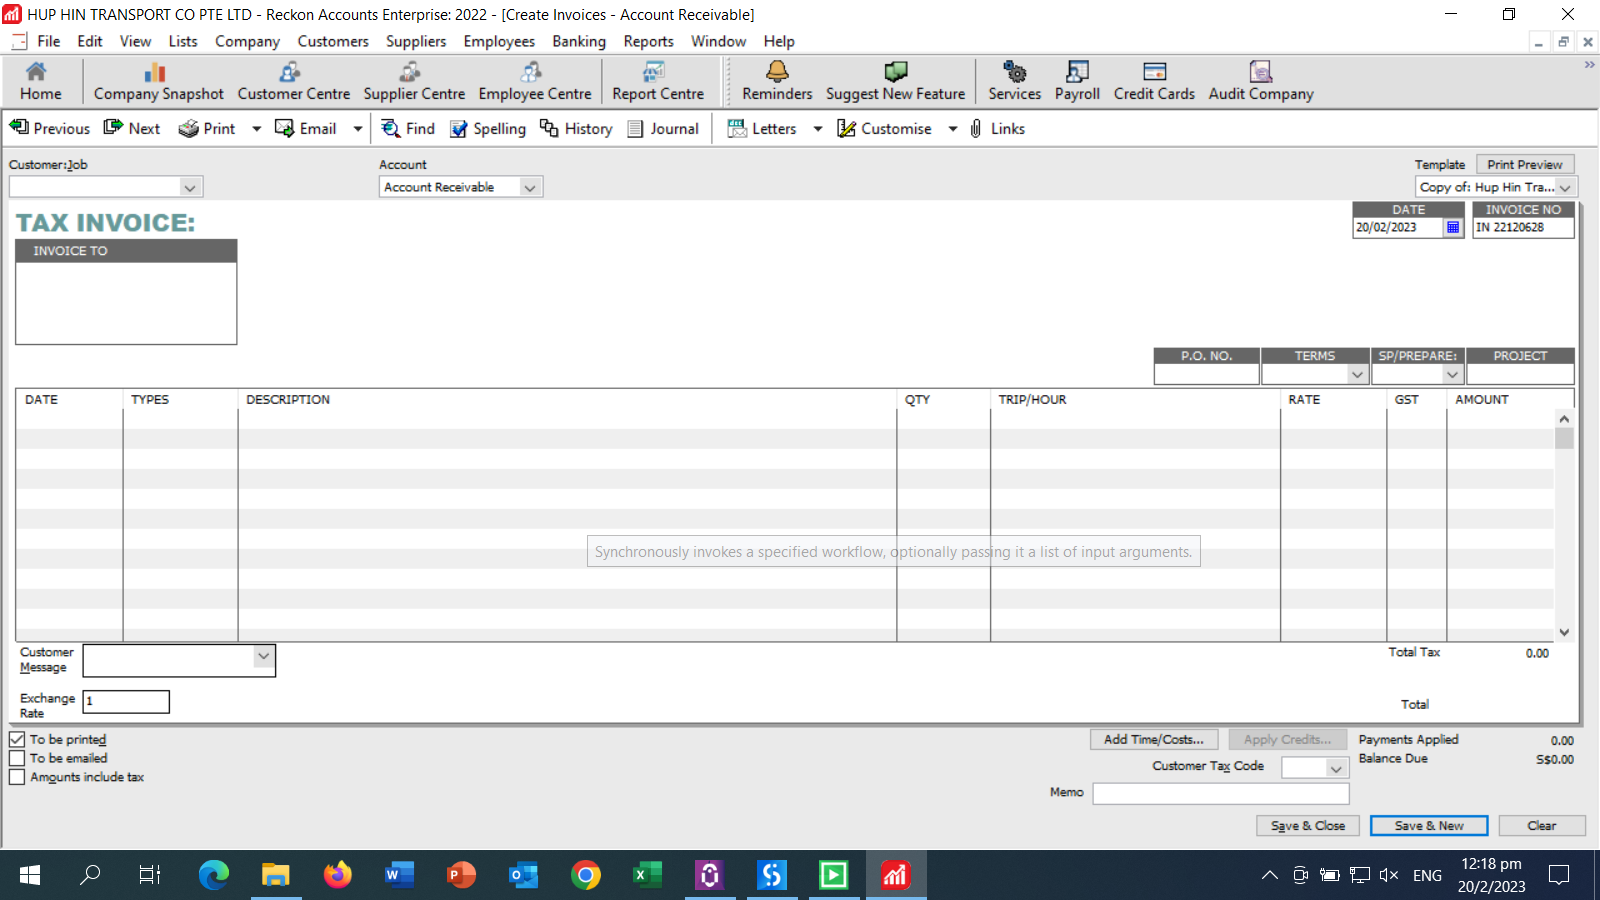 HUP HIN TRANSPORT CO PTE LTD - Reckon Accounts Enterprise: 2022 - [Create Invoices - Account Receivable]
File Edit View Lists Company Customers Suppliers Employees Banking Reports Window Help
Home Company Snapshot Customer Centre Supplier Centre Employee Centre Report Centre Reminders Suggest New Feature Services Payroll Credit Cards Audit Company
Previous Next Print Email Find Spelling History Journal Letters Customise Links
Customer:Job Account Template Print Preview
Account Receivable Copy of: Hup Hin Tra...
TAX INVOICE: DATE INVOICE NO
20/02/2023 IN 22120628
INVOICE TO
P.O. NO. TERMS SP/PREPARE: PROJECT
DATE TYPES DESCRIPTION QTY TRIP/HOUR RATE GST AMOUNT
Synchronously invokes a specified workflow, optionally passing it a list of input arguments.
Customer Message Total Tax 0.00
Exchange Rate 1 Total
To be printed Add Time/Costs... Apply Credits... Payments Applied 0.00
To be emailed Customer Tax Code Balance Due S$0.00
Amounts include tax
Memo
Save & Close Save & New Clear
ENG 12:18 pm
20/2/2023